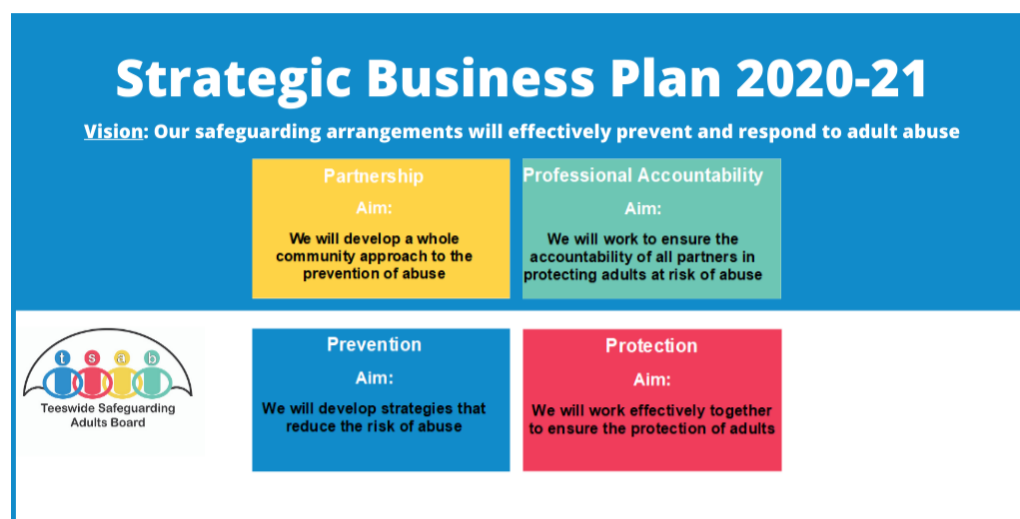 Strategic Business Plan 2020-21
Vision: Our safeguarding arrangements will effectively prevent and respond to adult abuse
Partnership
Aim:
We will develop a whole
community approach to the
prevention of abuse
Professional Accountability
Aim:
We will work to ensure the
accountability of all partners in
protecting adults at risk of abuse
t s a b
Teeswide Safeguarding
Adults Board
Prevention
Aim:
We will develop strategies that
reduce the risk of abuse
Protection
Aim:
We will work effectively together
to ensure the protection of adults